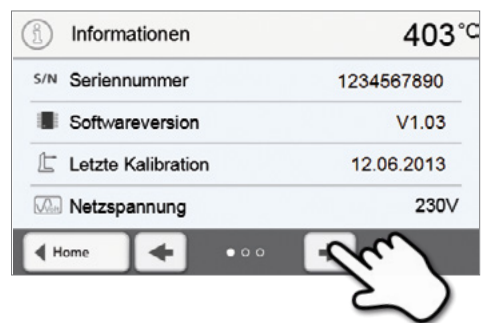 Informationen 403°C
S/N Seriennummer 1234567890
Softwareversion V1.03
Letzte Kalibration 12.06.2013
Netzspannung 230V
Home